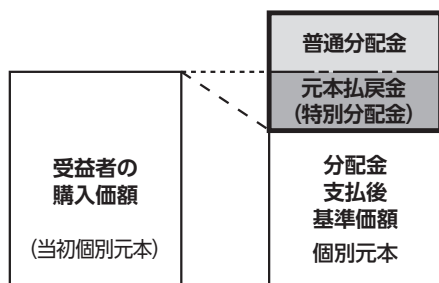 普通分配金
元本払戻金
(特別分配金)
受益者の
購入価額
(当初個別元本)
分配金
支払後
基準価額
個別元本